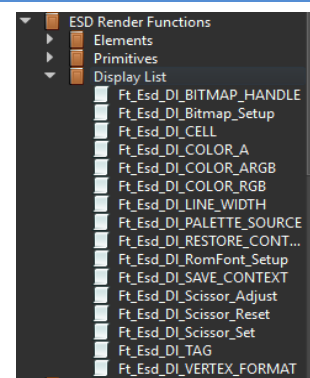 ESD Render Functions
Elements
Primitives
Display List
Ft_Esd_Dl_BITMAP_HANDLE
Ft_Esd_Dl_Bitmap_Setup
Ft_Esd_Dl_CELL
Ft_Esd_Dl_COLOR_A
Ft_Esd_Dl_COLOR_ARGB
Ft_Esd_Dl_COLOR_RGB
Ft_Esd_Dl_LINE_WIDTH
Ft_Esd_Dl_PALETTE_SOURCE
Ft_Esd_Dl_RESTORE_CONT...
Ft_Esd_Dl_RomFont_Setup
Ft_Esd_Dl_SAVE_CONTEXT
Ft_Esd_Dl_Scissor_Adjust
Ft_Esd_Dl_Scissor_Reset
Ft_Esd_Dl_Scissor_Set
Ft_Esd_Dl_TAG
Ft_Esd_Dl_VERTEX_FORMAT